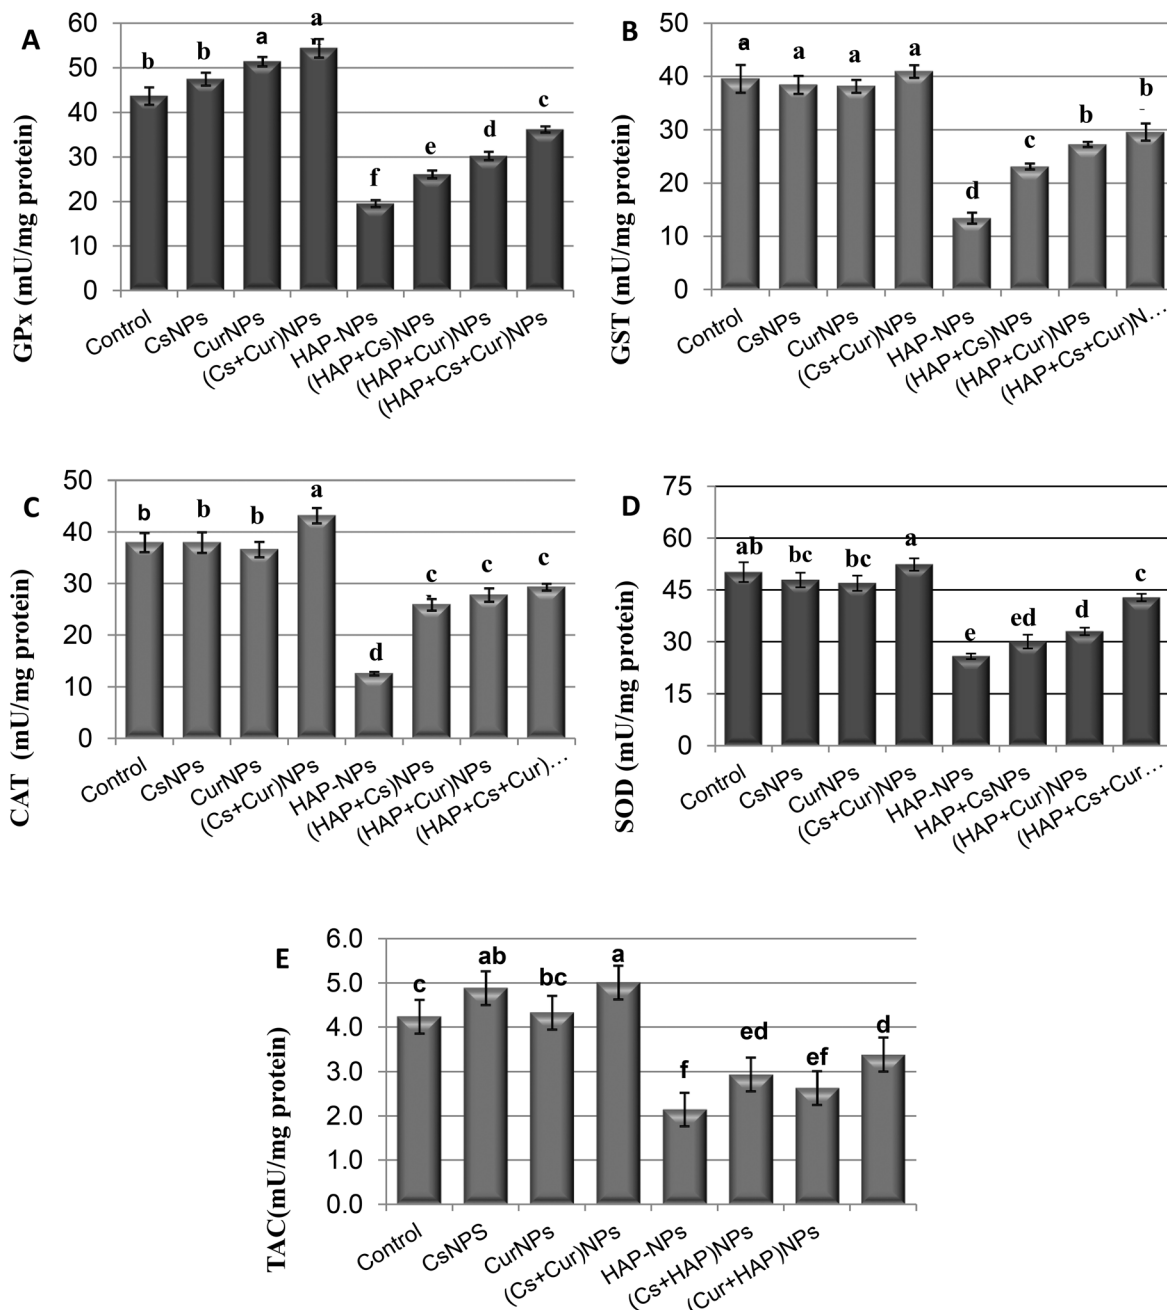 A
GPx (mU/mg protein)
60
50
40
30
20
10
0
b
b
a
a
f
e
d
c
Control
CsNPs
CurNPs
(Cs+Cur)NPs
HAP-NPs
(HAP+Cs)NPs
(HAP+Cur)NPs
(HAP+Cs+Cur)NPs
B
GST (mU/mg protein)
50
40
30
20
10
0
a
a
a
a
d
c
b
b
Control
CsNPs
CurNPs
(Cs+Cur)NPs
HAP-NPs
(HAP+Cs)NPs
(HAP+Cur)NPs
(HAP+Cs+Cur)N…
C
CAT (mU/mg protein)
50
40
30
20
10
0
b
b
b
a
d
c
c
c
Control
CsNPs
CurNPs
(Cs+Cur)NPs
HAP-NPs
(HAP+Cs)NPs
(HAP+Cur)NPs
(HAP+Cs+Cur)…
D
SOD (mU/mg protein)
75
60
45
30
15
0
ab
bc
bc
a
e
ed
d
c
Control
CsNPs
CurNPs
(Cs+Cur)NPs
HAP-NPs
HAP+CsNPs
(HAP+Cur)NPs
(HAP+Cs+Cur…
E
TAC(mU/mg protein)
6.0
5.0
4.0
3.0
2.0
1.0
0.0
c
ab
bc
a
f
ed
ef
d
Control
CsNPS
CurNPs
(Cs+Cur)NPs
HAP-NPs
(Cs+HAP)NPs
(Cur+HAP)NPs